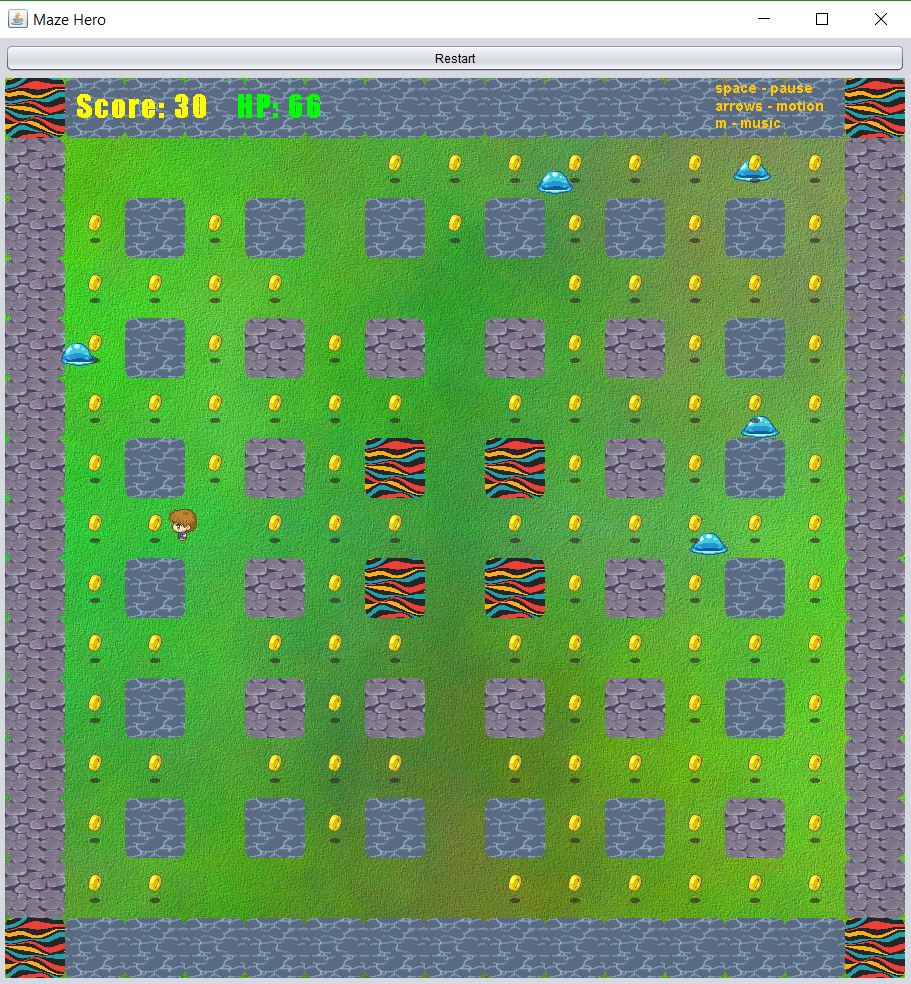 Maze Hero
Restart
Score: 30 HP: 66
space - pause
arrows - motion
m - music